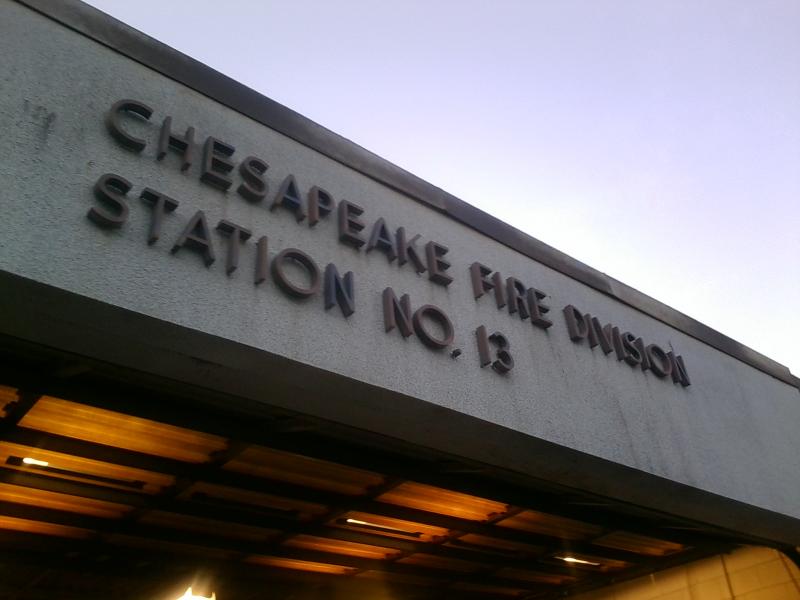 CHESAPEAKE FIRE DIVISION
STATION NO. 13